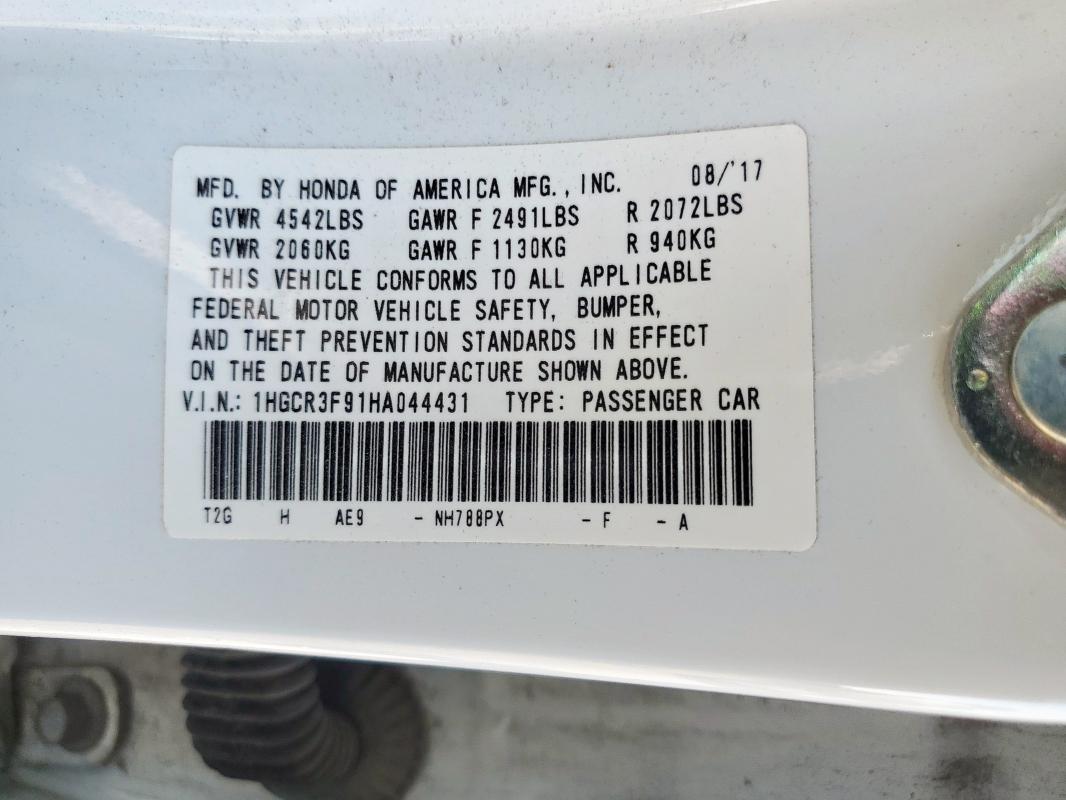 MFD. BY HONDA OF AMERICA MFG., INC. 08/'17
GVWR 4542LBS GAWR F 2491LBS R 2072LBS
GVWR 2060KG GAWR F 1130KG R 940KG
THIS VEHICLE CONFORMS TO ALL APPLICABLE
FEDERAL MOTOR VEHICLE SAFETY, BUMPER,
AND THEFT PREVENTION STANDARDS IN EFFECT
ON THE DATE OF MANUFACTURE SHOWN ABOVE.
V.I.N.: 1HGCR3F91HA044431 TYPE: PASSENGER CAR
T2G H AE9 - NH788PX - F - A